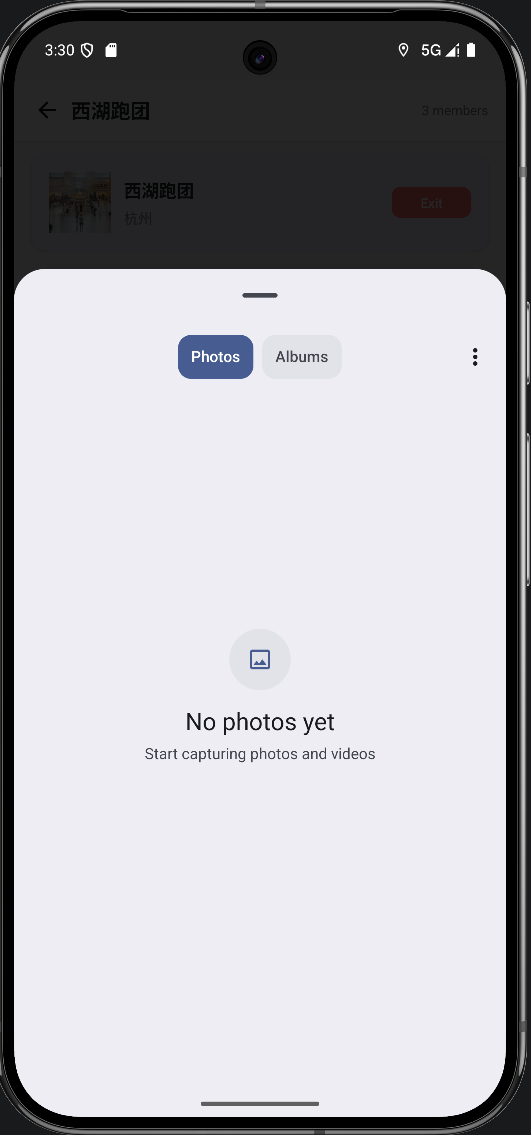 3:30 5G
西湖跑团 3 members
西湖跑团
杭州
Exit
Photos Albums
No photos yet
Start capturing photos and videos